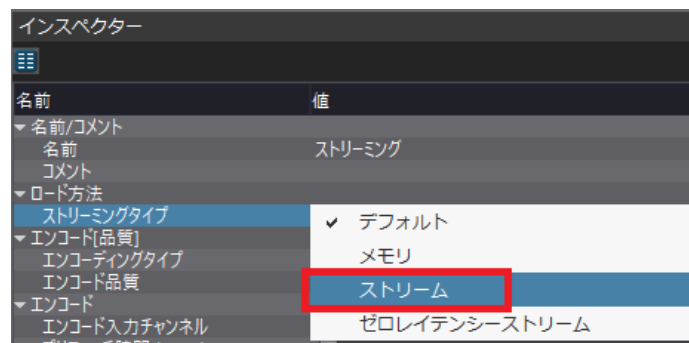 インスペクター
名前 値
名前/コメント
名前 ストリーミング
コメント
ロード方法
ストリーミングタイプ
デフォルト
エンコード[品質]
エンコーディングタイプ
メモリ
エンコード品質
ストリーム
エンコード
エンコード入力チャンネル
ゼロレイテンシーストリーム